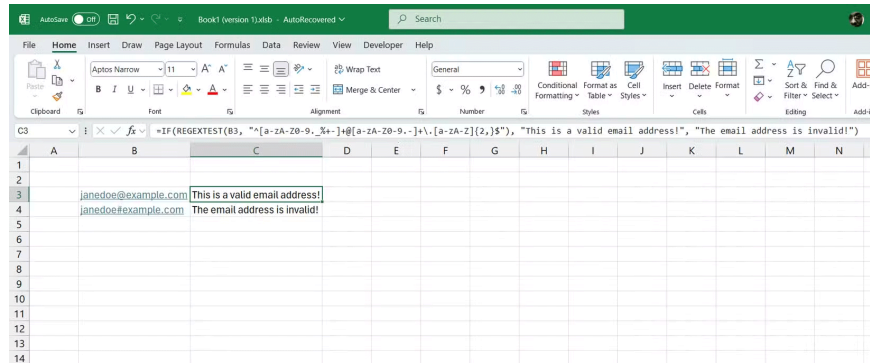 AutoSave Off Book1 (version 1).xlsb - AutoRecovered Search
File Home Insert Draw Page Layout Formulas Data Review View Developer Help
Paste
Aptos Narrow 11 A^ A˅ Wrap Text General
B I U A Merge & Center $ % 9
Conditional Formatting Format as Table Cell Styles
Insert Delete Format
Sort & Filter Find & Select
Add-
Clipboard Font Alignment Number Styles Cells Editing
C3 fx =IF(REGEXTEST(B3, "^[a-zA-Z0-9._%+-]+@[a-zA-Z0-9.-]+\.[a-zA-Z]{2,}$"), "This is a valid email address!", "The email address is invalid!")
A B C D E F G H I J K L M N
1
2
3 janedoe@example.com This is a valid email address!
4 janedoe#example.com The email address is invalid!
5
6
7
8
9
10
11
12
13
14